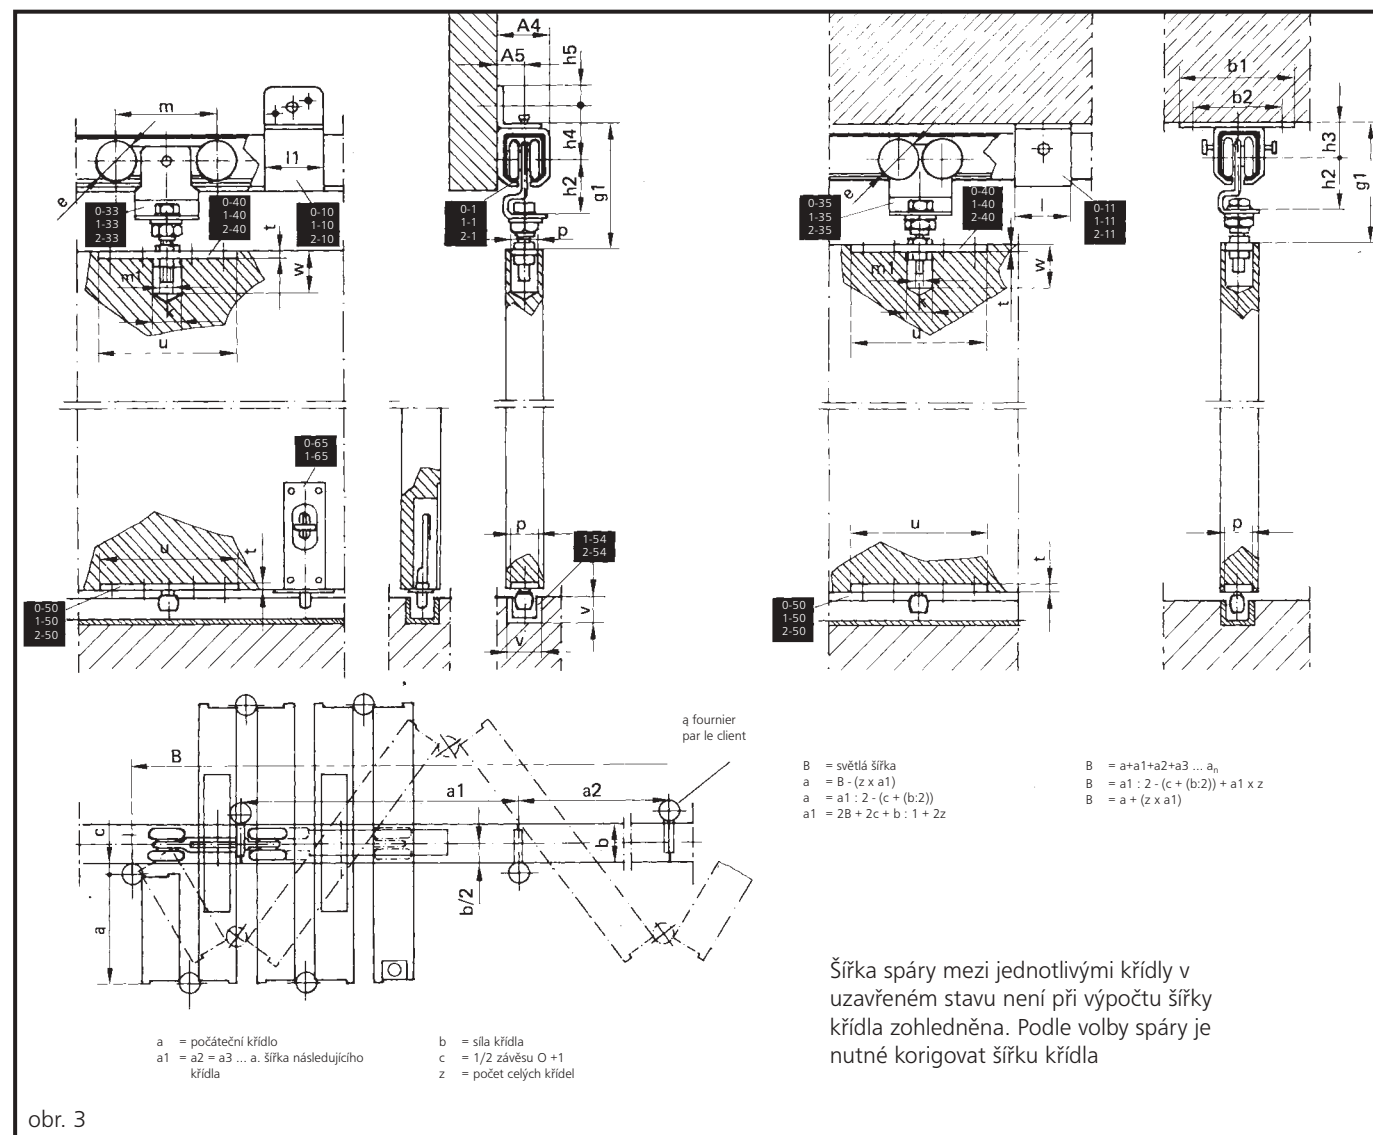 A4
A5
h5
m
h4
l1
h2
g1
e
0-33
1-33
2-33
0-40
1-40
2-40
0-10
1-10
2-10
0-1
1-1
2-1
p
t
m1
w
k
u
b1
b2
h3
h2
g1
e
0-35
1-35
2-35
0-40
1-40
2-40
l
0-11
1-11
2-11
m1
w
t
k
u
0-65
1-65
u
t
p
1-54
2-54
v
v
0-50
1-50
2-50
u
t
p
0-50
1-50
2-50
B
a1
a2
c
b
b/2
a
ą fournier
par le client
B = světlá šířka
a = B - (z x a1)
a = a1 : 2 - (c + (b:2))
a1 = 2B + 2c + b : 1 + 2z
B = a+a1+a2+a3 ... an
B = a1 : 2 - (c + (b:2)) + a1 x z
B = a + (z x a1)
a = počáteční křídlo
a1 = a2 = a3 ... a. šířka následujícího
křídla
b = síla křídla
c = 1/2 závěsu O +1
z = počet celých křídel
Šířka spáry mezi jednotlivými křídly v
uzavřeném stavu není při výpočtu šířky
křídla zohledněna. Podle volby spáry je
nutné korigovat šířku křídla
obr. 3